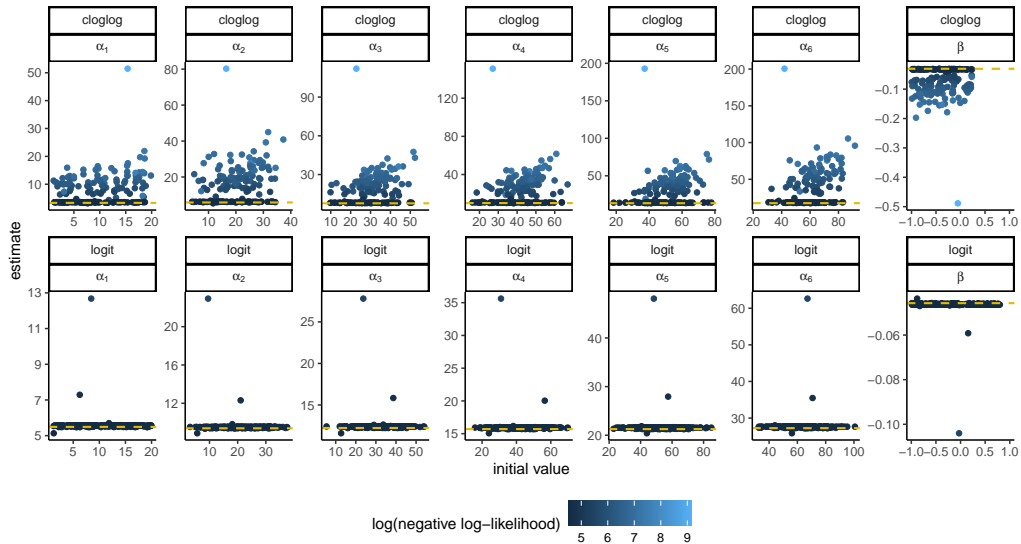 cloglog cloglog cloglog cloglog cloglog cloglog cloglog
α1 α2 α3 α4 α5 α6 β
50 40 30 20 10
80 60 40 20
90 60 30
120 80 40
200 150 100 50
200 150 100 50
−0.1 −0.2 −0.3 −0.4 −0.5
5 10 15 20
10 20 30
10 20 30 40 50
20 30 40 50 60
20 40 60 80
20 40 60 80 100
−1.0 −0.5 0.0 0.5 1.0
estimate
logit logit logit logit logit logit logit
α1 α2 α3 α4 α5 α6 β
13 11 9 7 5
20 16 12
28 24 20 16 12
35 30 25 20 15
40 30 20
60 50 40 30
−0.06 −0.08 −0.10
5 10 15 20
10 20 30
10 20 30 40 50
20 40 60
20 40 60 80
40 60 80 100
−1.0 −0.5 0.0 0.5 1.0
initial value
log(negative log−likelihood)
5 6 7 8 9